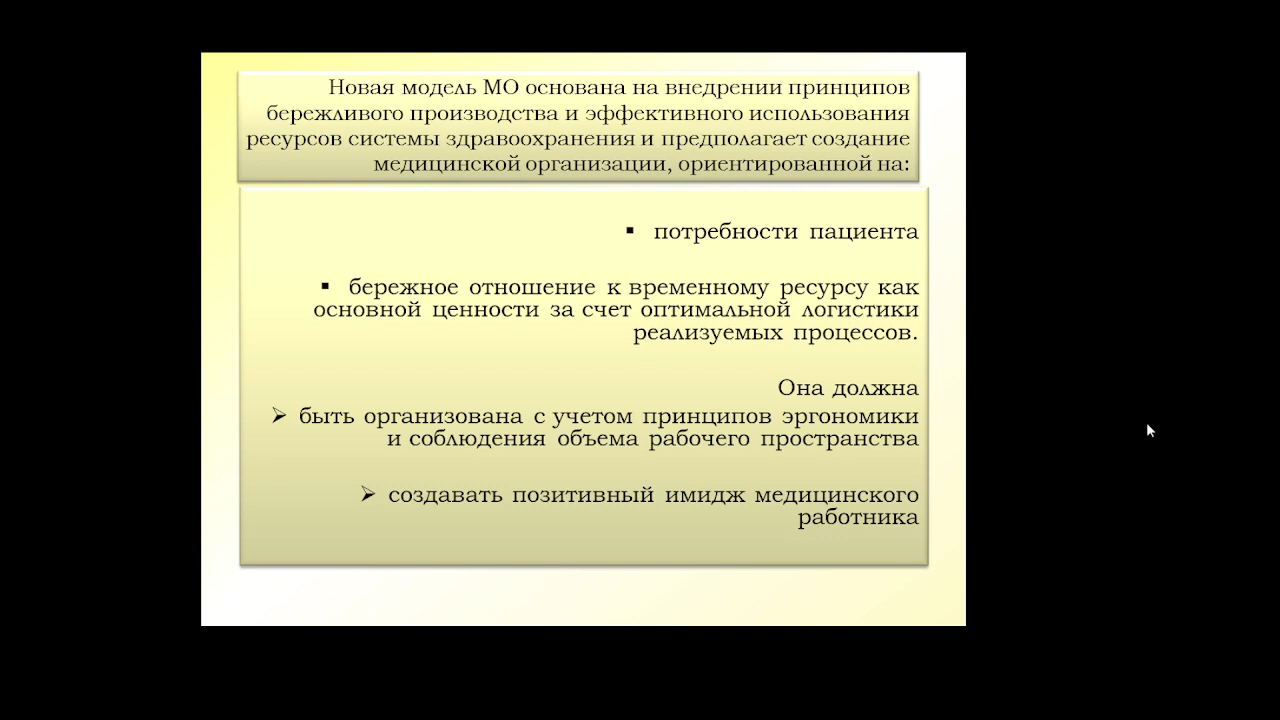 Новая модель МО основана на внедрении принципов
бережливого производства и эффективного использования
ресурсов системы здравоохранения и предполагает создание
медицинской организации, ориентированной на:
▪ потребности пациента
▪ бережное отношение к временному ресурсу как
основной ценности за счет оптимальной логистики
реализуемых процессов.
Она должна
➢ быть организована с учетом принципов эргономики
и соблюдения объема рабочего пространства
➢ создавать позитивный имидж медицинского
работника